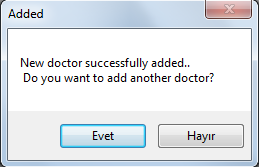 Added
New doctor successfully added..
Do you want to add another doctor?
Evet
Hayır